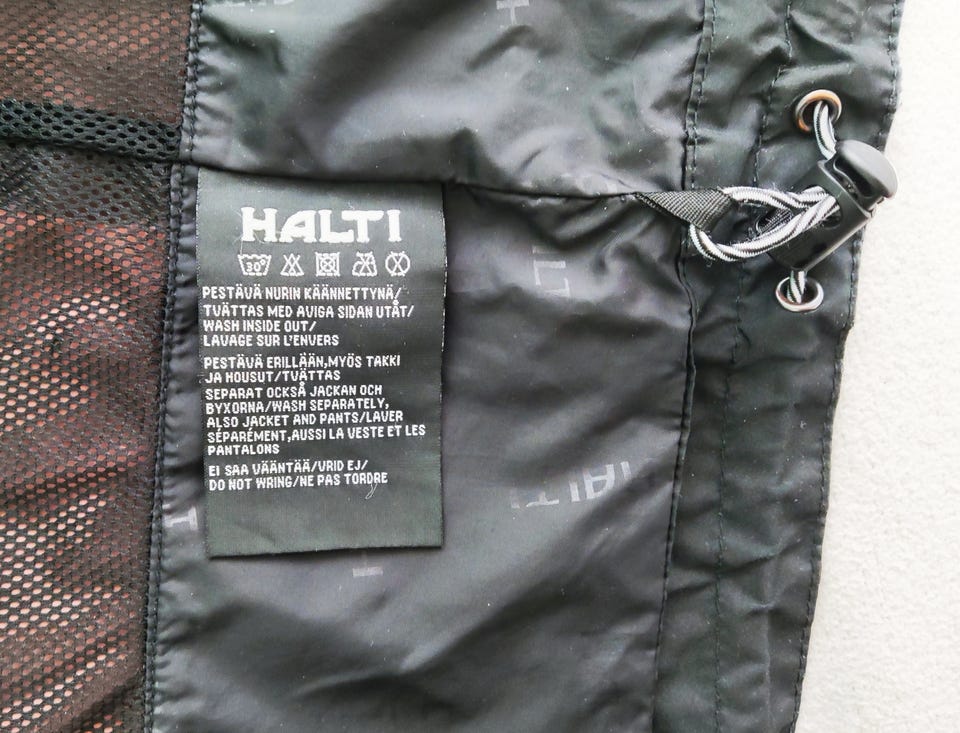 HALTI
30°
PESTÄVÄ NURIN KÄÄNNETTYNÄ/
TVÄTTAS MED AVIGA SIDAN UTÅT/
WASH INSIDE OUT/
LAVAGE SUR L'ENVERS
PESTÄVÄ ERILLÄÄN,MYÖS TAKKI
JA HOUSUT/TVÄTTAS
SEPARAT OCKSÅ JACKAN OCH
BYXORNA/WASH SEPARATELY,
ALSO JACKET AND PANTS/LAVER
SÉPARÉMENT,AUSSI LA VESTE ET LES
PANTALONS
EI SAA VÄÄNTÄÄ/VRID EJ/
DO NOT WRING/NE PAS TORDRE
HALTI